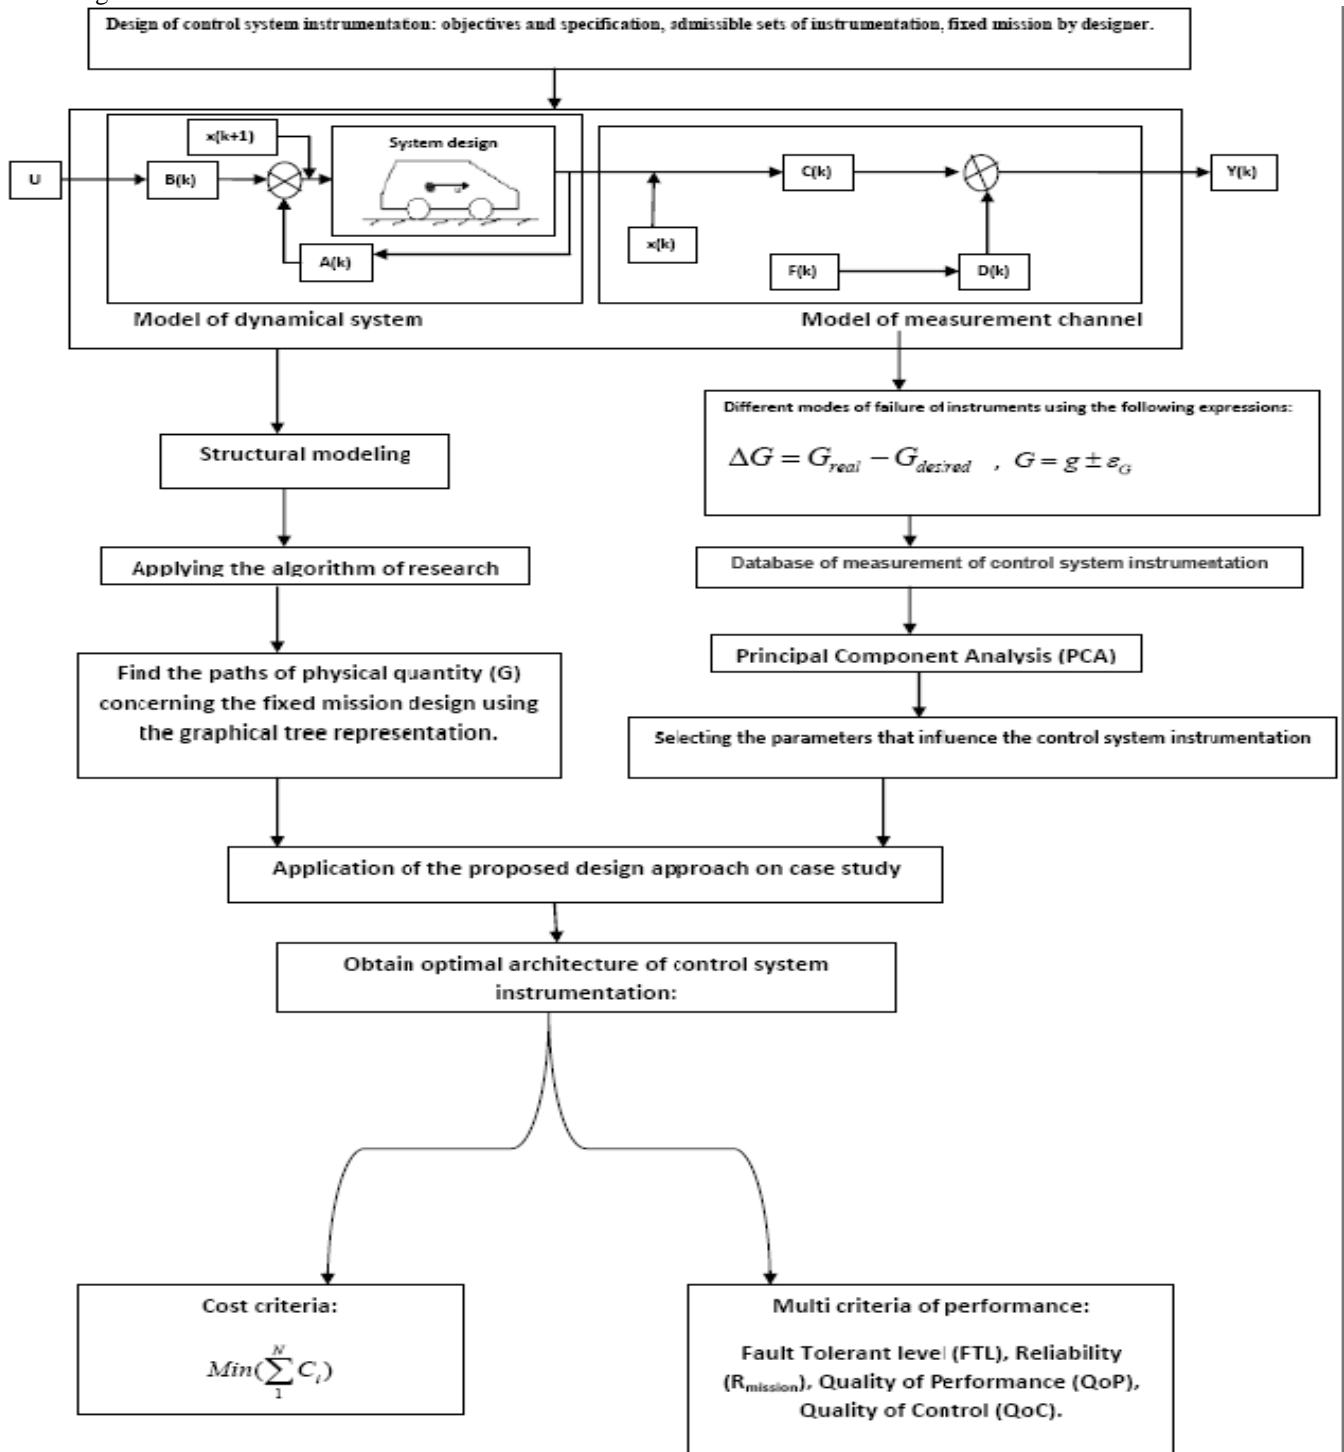 Design of control system instrumentation: objectives and specification, admissible sets of instrumentation, fixed mission by designer.
x(k+1)
System design
U
B(k)
C(k)
Y(k)
A(k)
x(k)
F(k)
D(k)
Model of dynamical system
Model of measurement channel
Different modes of failure of instruments using the following expressions:
ΔG = G_real − G_desired , G = g ± ε_G
Structural modeling
Applying the algorithm of research
Database of measurement of control system instrumentation
Principal Component Analysis (PCA)
Find the paths of physical quantity (G)
concerning the fixed mission design using
the graphical tree representation.
Selecting the parameters that influence the control system instrumentation
Application of the proposed design approach on case study
Obtain optimal architecture of control system
instrumentation:
Cost criteria:
Min(∑_1^N C_i)
Multi criteria of performance:
Fault Tolerant level (FTL), Reliability
(R_mission), Quality of Performance (QoP),
Quality of Control (QoC).